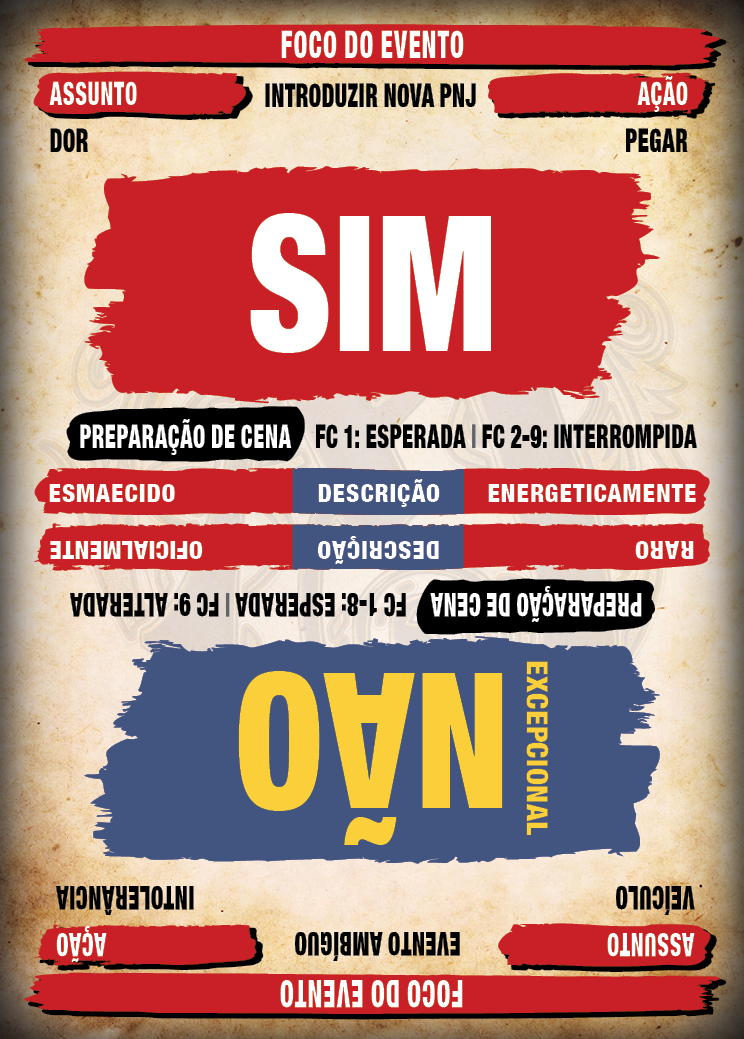 FOCO DO EVENTO
ASSUNTO INTRODUZIR NOVA PNJ AÇÃO
DOR PEGAR
SIM
PREPARAÇÃO DE CENA FC 1: ESPERADA | FC 2-9: INTERROMPIDA
ESMAECIDO DESCRIÇÃO ENERGETICAMENTE
FOCO DO EVENTO
ASSUNTO EVENTO AMBÍGUO AÇÃO
VEÍCULO INTOLERÂNCIA
EXCEPCIONAL
NÃO
PREPARAÇÃO DE CENA FC 1-8: ESPERADA | FC 9: ALTERADA
RARO DESCRIÇÃO OFICIALMENTE